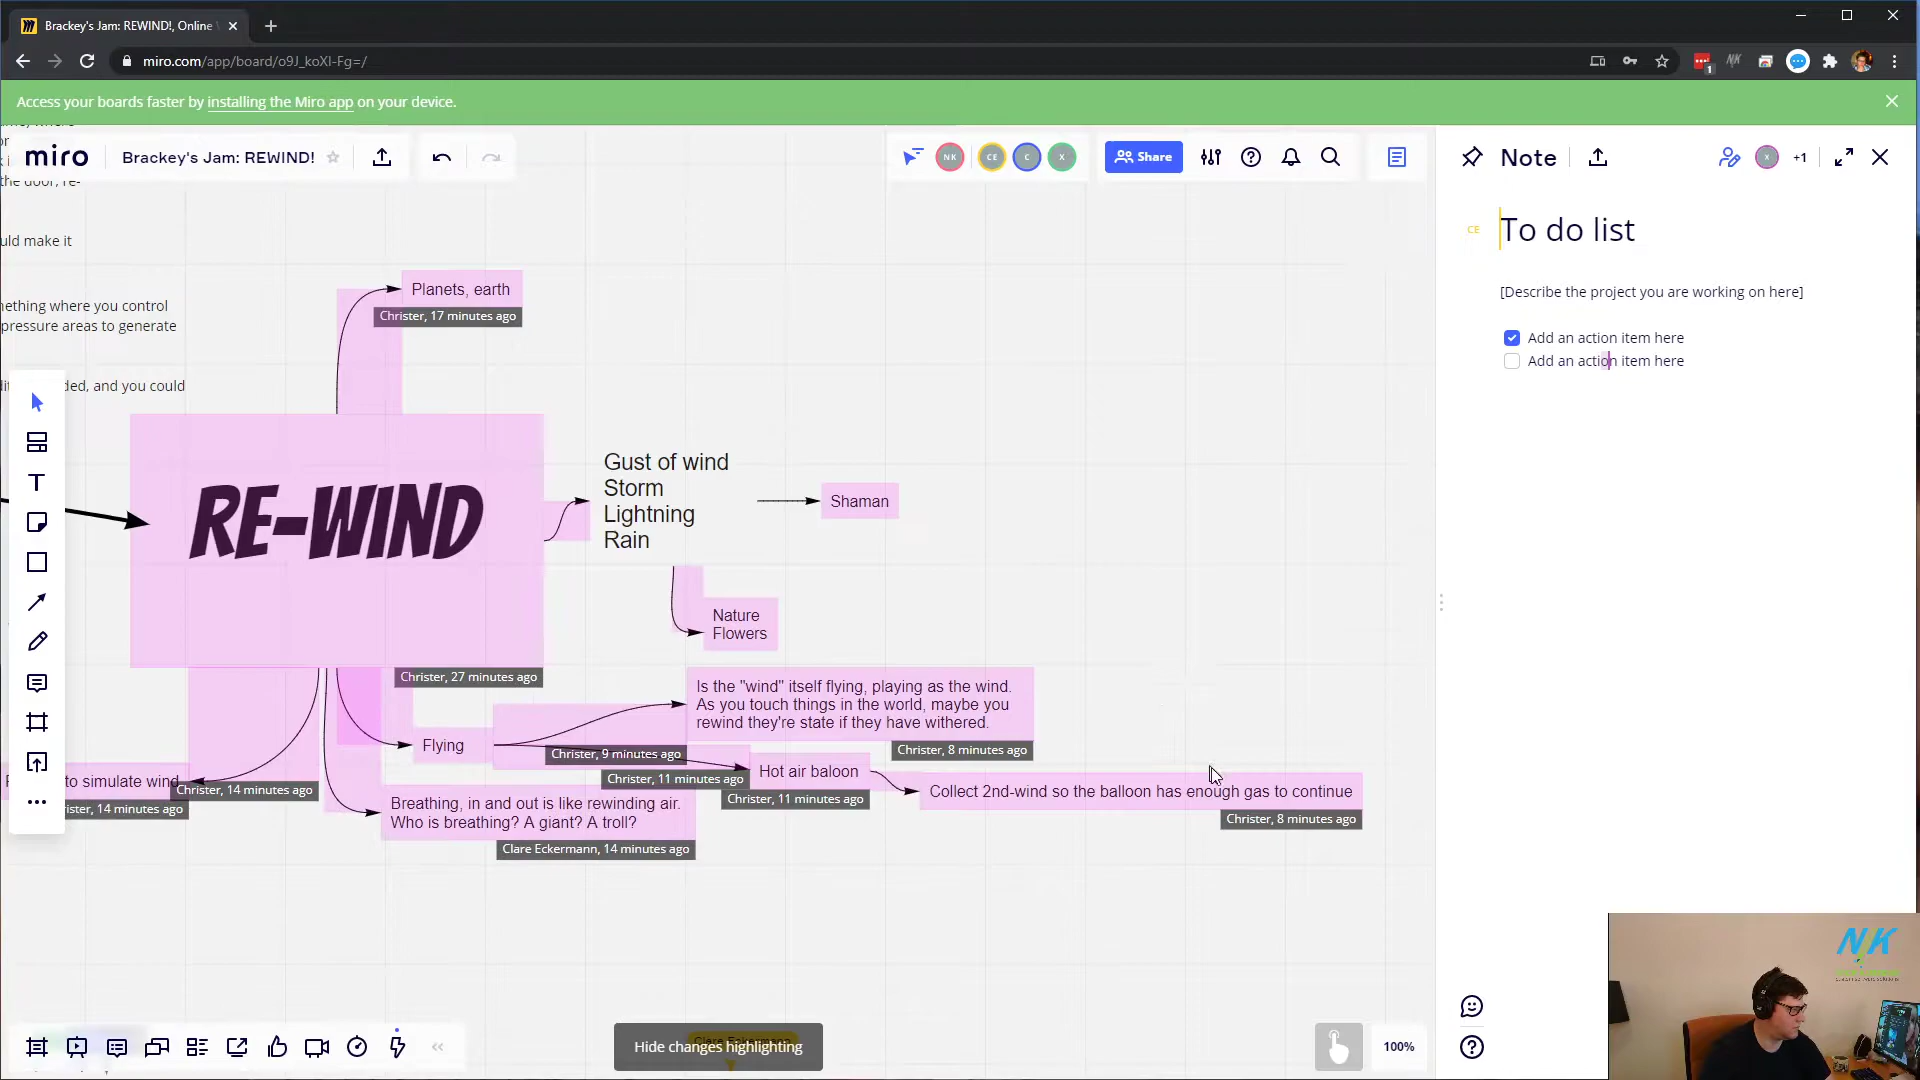 Brackey's Jam: REWIND!, Online
miro.com/app/board/o9J_koXl-Fg=/
1
Access your boards faster by installing the Miro app on your device.
miro
Brackey's Jam: REWIND!
NK
CE
C
X
Share
Note
X
+1
the door, re-
uld make it
nething where you control
pressure areas to generate
ded, and you could
CE
To do list
[Describe the project you are working on here]
Add an action item here
Add an action item here
Planets, earth
Christer, 17 minutes ago
RE-WIND
Gust of wind
Storm
Lightning
Rain
Shaman
Nature
Flowers
Christer, 27 minutes ago
Is the "wind" itself flying, playing as the wind.
As you touch things in the world, maybe you
rewind they're state if they have withered.
Christer, 8 minutes ago
Flying
Christer, 9 minutes ago
Christer, 11 minutes ago
Hot air baloon
Christer, 11 minutes ago
Collect 2nd-wind so the balloon has enough gas to continue
Christer, 8 minutes ago
to simulate wind
Christer, 14 minutes ago
ster, 14 minutes ago
Breathing, in and out is like rewinding air.
Who is breathing? A giant? A troll?
Clare Eckermann, 14 minutes ago
Hide changes highlighting
100%
NK